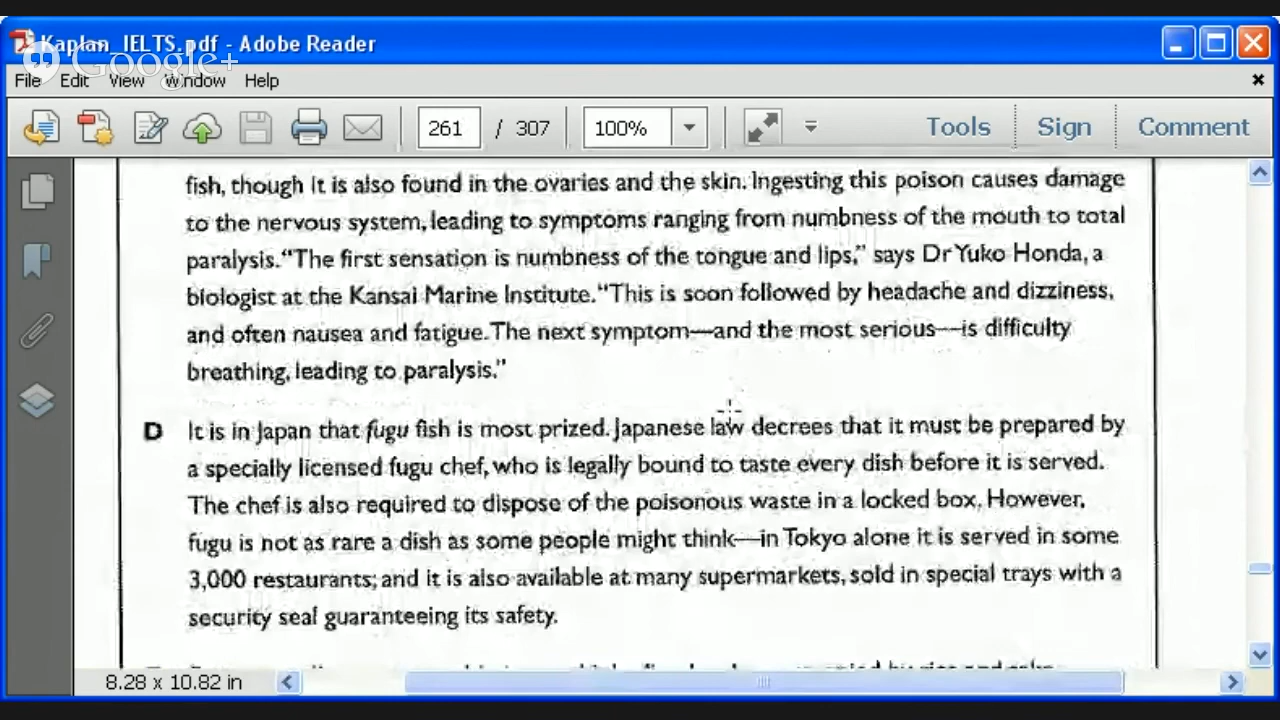 Kaplan_IELTS.pdf - Adobe Reader
Google+
File Edit View Window Help
261 / 307 100% Tools Sign Comment
fish, though it is also found in the ovaries and the skin. Ingesting this poison causes damage
to the nervous system, leading to symptoms ranging from numbness of the mouth to total
paralysis. “The first sensation is numbness of the tongue and lips,” says Dr Yuko Honda, a
biologist at the Kansai Marine Institute. “This is soon followed by headache and dizziness,
and often nausea and fatigue. The next symptom—and the most serious—is difficulty
breathing, leading to paralysis.”
D It is in Japan that fugu fish is most prized. Japanese law decrees that it must be prepared by
a specially licensed fugu chef, who is legally bound to taste every dish before it is served.
The chef is also required to dispose of the poisonous waste in a locked box. However,
fugu is not as rare a dish as some people might think—in Tokyo alone it is served in some
3,000 restaurants; and it is also available at many supermarkets, sold in special trays with a
security seal guaranteeing its safety.
8.28 x 10.82 in